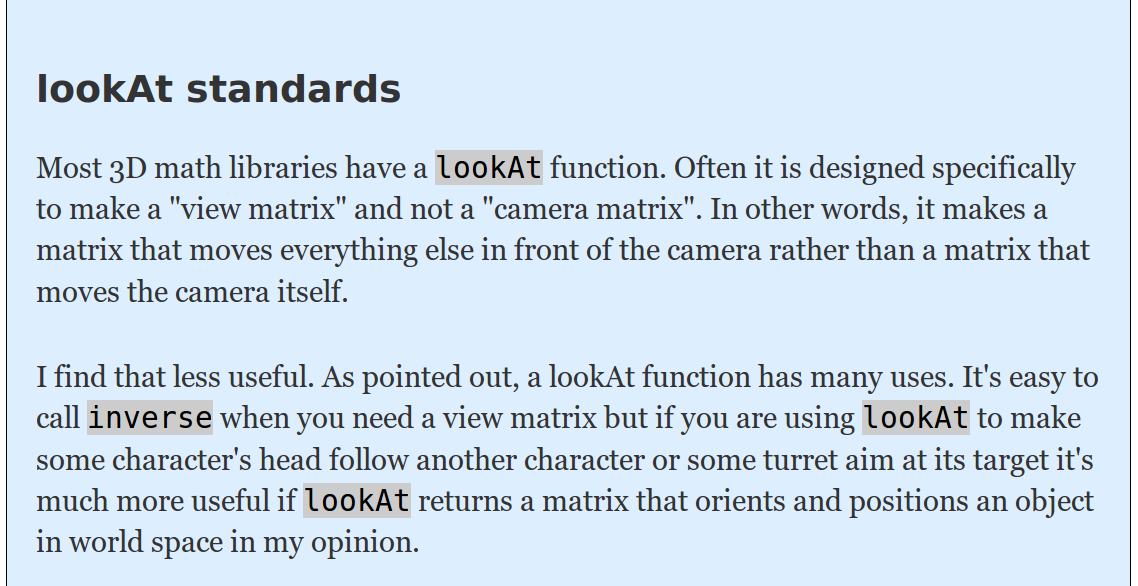 lookAt standards
Most 3D math libraries have a lookAt function. Often it is designed specifically
to make a "view matrix" and not a "camera matrix". In other words, it makes a
matrix that moves everything else in front of the camera rather than a matrix that
moves the camera itself.
I find that less useful. As pointed out, a lookAt function has many uses. It's easy to
call inverse when you need a view matrix but if you are using lookAt to make
some character's head follow another character or some turret aim at its target it's
much more useful if lookAt returns a matrix that orients and positions an object
in world space in my opinion.